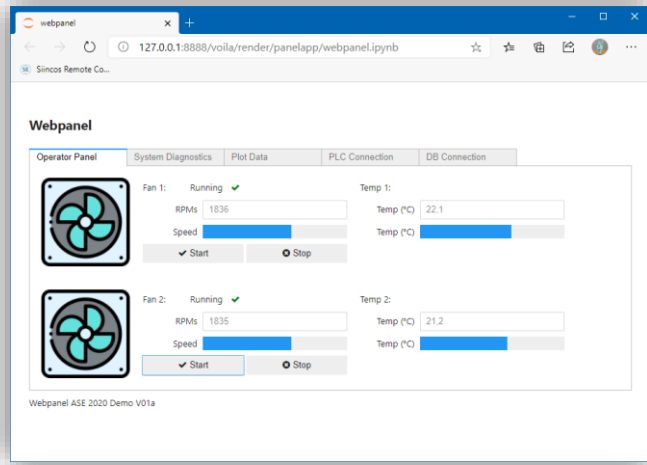 webpanel
127.0.0.1:8888/voila/render/panelapp/webpanel.ipynb
SE Siincos Remote Co...
Webpanel
Operator Panel System Diagnostics Plot Data PLC Connection DB Connection
Fan 1: Running ✔ Temp 1:
RPMs 1836 Temp (°C) 22.1
Speed Temp (°C)
✔ Start Stop
Fan 2: Running ✔ Temp 2:
RPMs 1835 Temp (°C) 21,2
Speed Temp (°C)
✔ Start Stop
Webpanel ASE 2020 Demo V01a